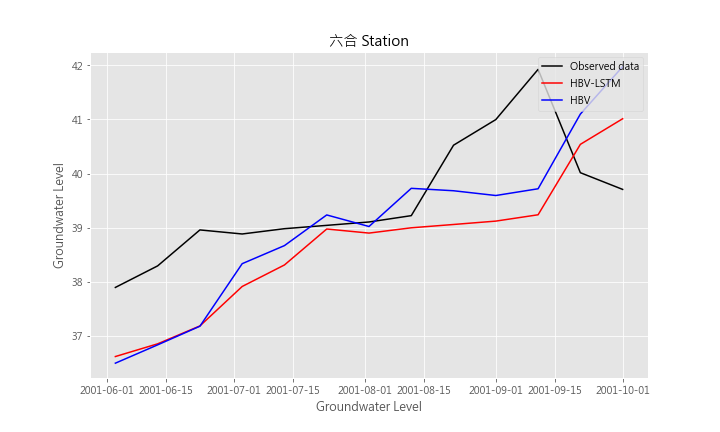 六合 Station
Observed data
HBV-LSTM
HBV
42
41
40
39
38
37
Groundwater Level
2001-06-01
2001-06-15
2001-07-01
2001-07-15
2001-08-01
2001-08-15
2001-09-01
2001-09-15
2001-10-01
Groundwater Level